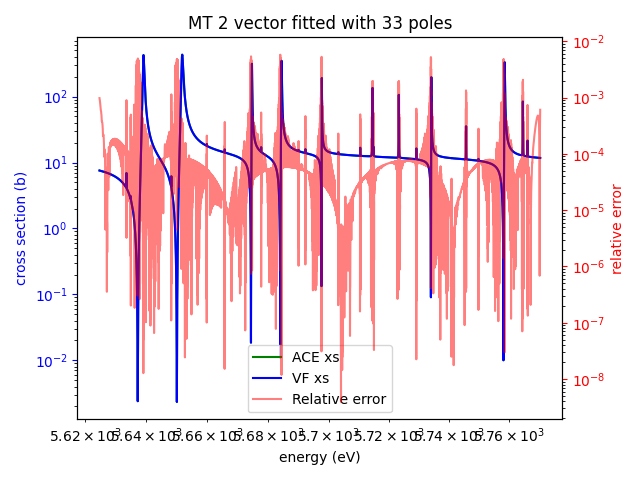 MT 2 vector fitted with 33 poles
cross section (b)
10²
10¹
10⁰
10⁻¹
10⁻²
10⁻²
10⁻³
10⁻⁴
10⁻⁵
10⁻⁶
10⁻⁷
10⁻⁸
relative error
ACE xs
VF xs
Relative error
5.62 × 10³ 5.64 × 10³ 5.66 × 10³ 5.68 × 10³ 5.7 × 10³ 5.72 × 10³ 5.74 × 10³ 5.76 × 10³
energy (eV)